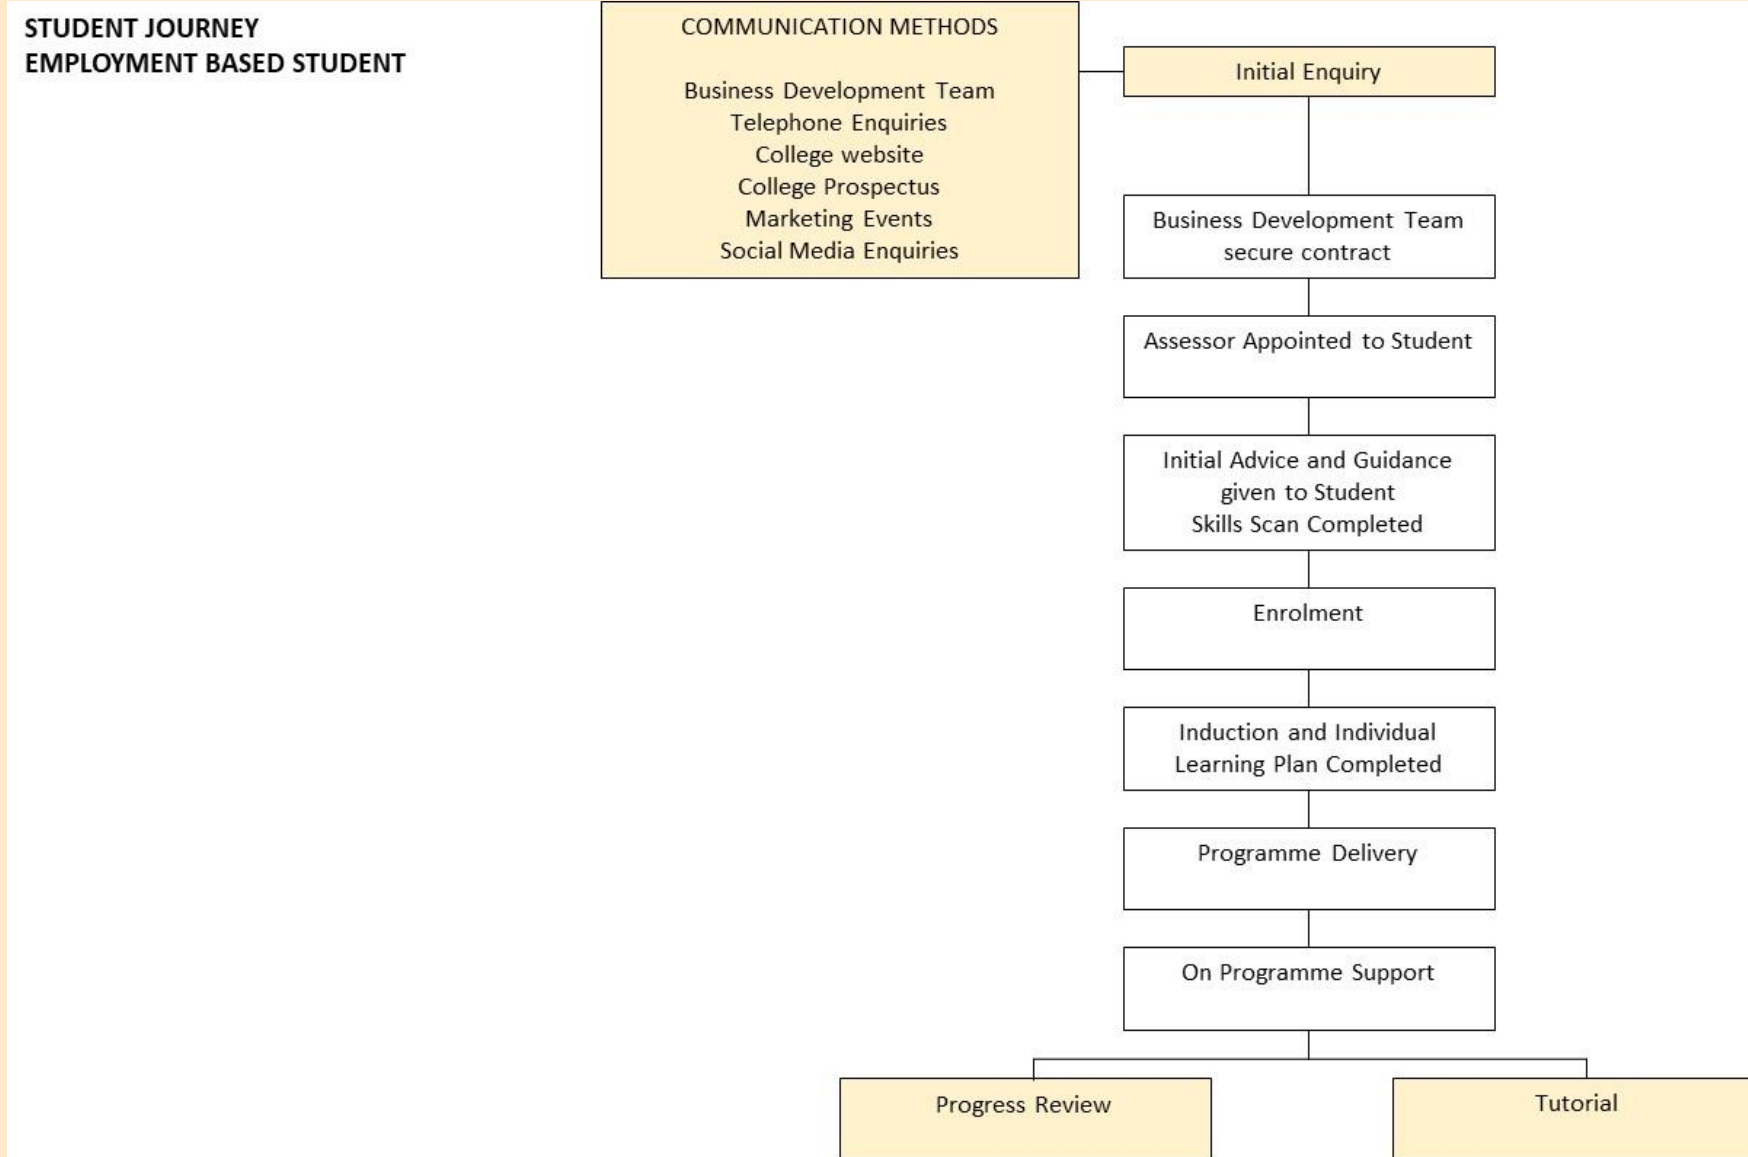 STUDENT JOURNEY
EMPLOYMENT BASED STUDENT
COMMUNICATION METHODS
Business Development Team
Telephone Enquiries
College website
College Prospectus
Marketing Events
Social Media Enquiries
Initial Enquiry
Business Development Team
secure contract
Assessor Appointed to Student
Initial Advice and Guidance
given to Student
Skills Scan Completed
Enrolment
Induction and Individual
Learning Plan Completed
Programme Delivery
On Programme Support
Progress Review
Tutorial